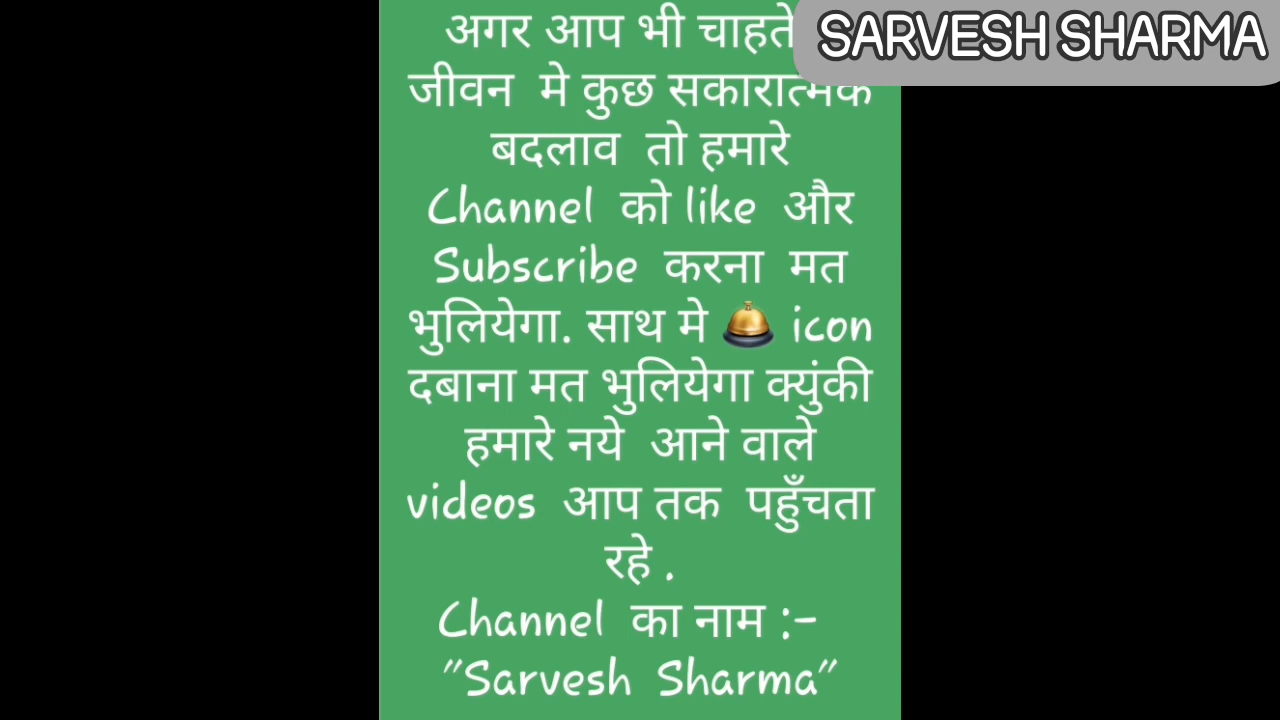 अगर आप भी चाहते
SARVESH SHARMA
जीवन मे कुछ सकारात्मक
बदलाव तो हमारे
Channel को like और
Subscribe करना मत
भुलियेगा. साथ मे 🛎️ icon
दबाना मत भुलियेगा क्युंकी
हमारे नये आने वाले
videos आप तक पहुँचता
रहे .
Channel का नाम :-
"Sarvesh Sharma"